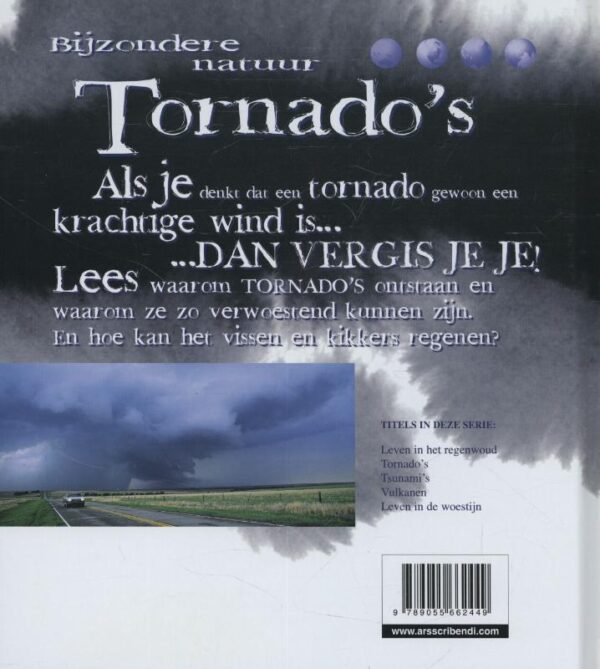 Bijzondere
natuur
Tornado's
Als je denkt dat een tornado gewoon een
krachtige wind is...
...DAN VERGIS JE JE!
Lees waarom TORNADO'S ontstaan en
waarom ze zo verwoestend kunnen zijn.
En hoe kan het vissen en kikkers regenen?
TITELS IN DEZE SERIE:
Leven in het regenwoud
Tornado's
Tsunami's
Vulkanen
Leven in de woestijn
9 789055 662449
www.arsscribendi.com